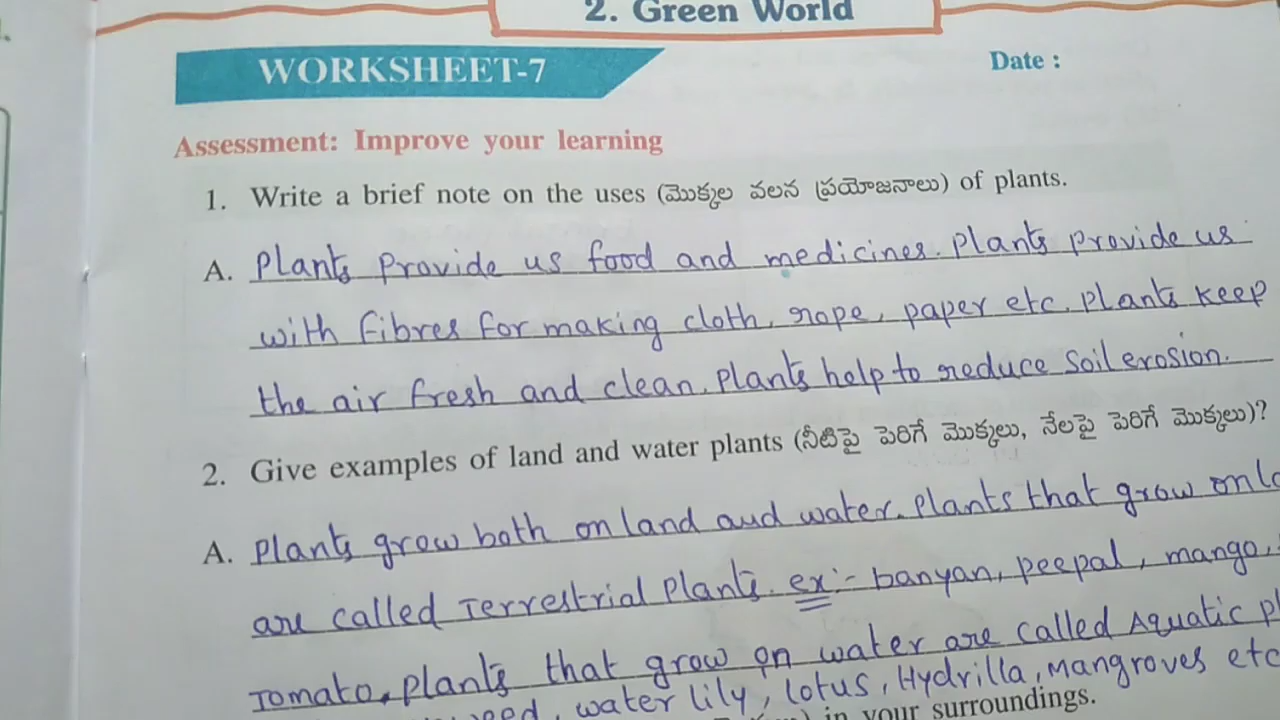 2. Green World
WORKSHEET-7
Date :
Assessment: Improve your learning
1. Write a brief note on the uses (మొక్కల వలన ప్రయోజనాలు) of plants.
A. Plants Provide us food and medicines. Plants provide us
with fibres for making cloth, rope, paper etc. Plants keep
the air fresh and clean. Plants help to reduce soil erosion.
2. Give examples of land and water plants (నీటిపై పెరిగే మొక్కలు, నేలపై పెరిగే మొక్కలు)?
A. Plants grow both on land and water. Plants that grow on
are called Terrestrial Plants. ex:- banyan, peepal, mango,
Tomato. Plants that grow on water are called Aquatic
water lily, lotus, Hydrilla, Mangroves etc
in your surroundings.